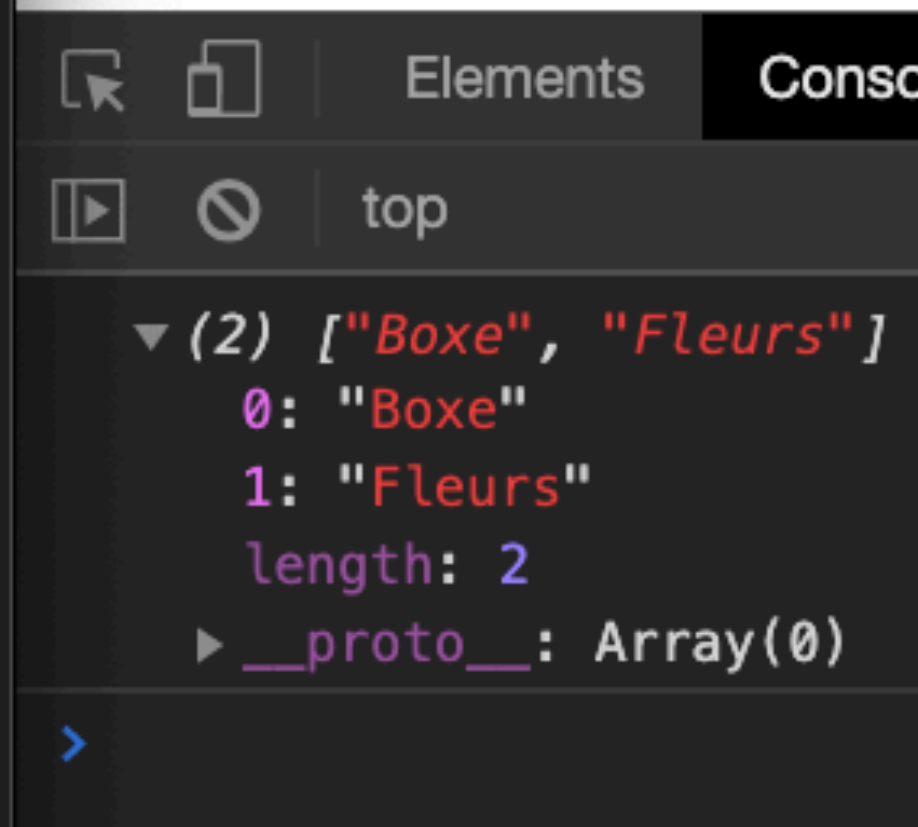 Elements Conso
top
(2) ["Boxe", "Fleurs"]
0: "Boxe"
1: "Fleurs"
length: 2
__proto__: Array(0)